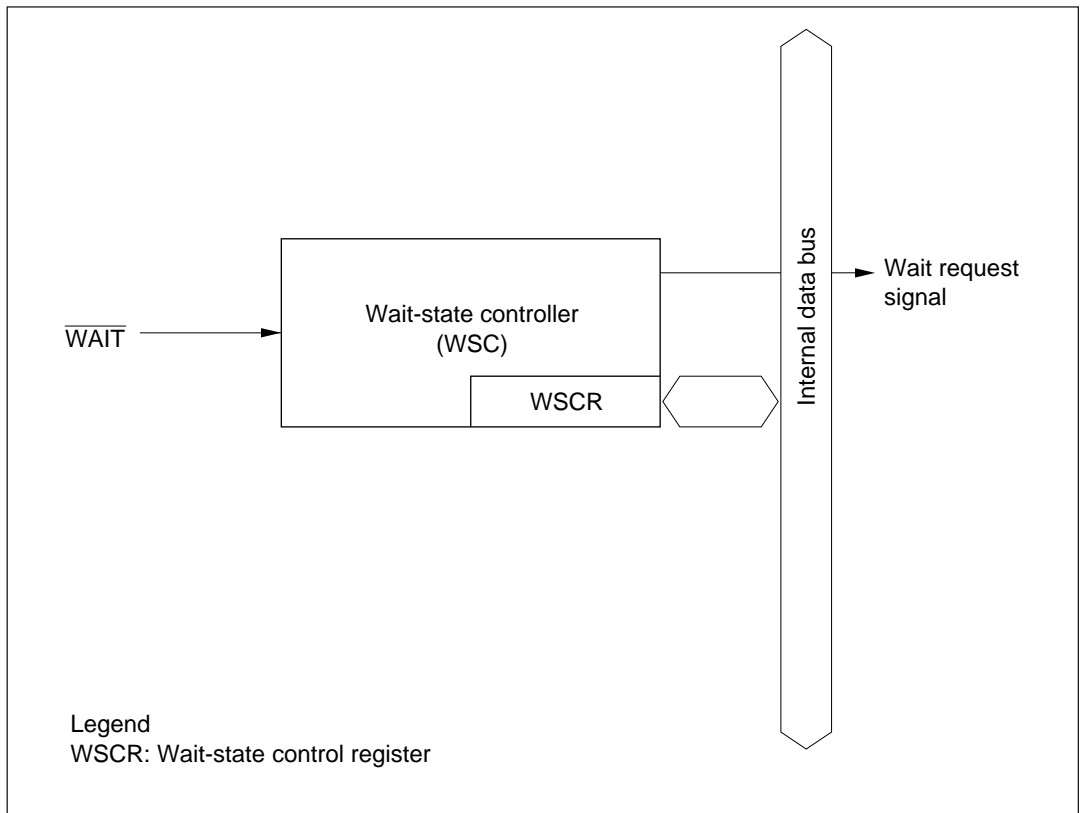 WAIT
Wait-state controller
(WSC)
WSCR
Internal data bus
Wait request
signal
Legend
WSCR: Wait-state control register